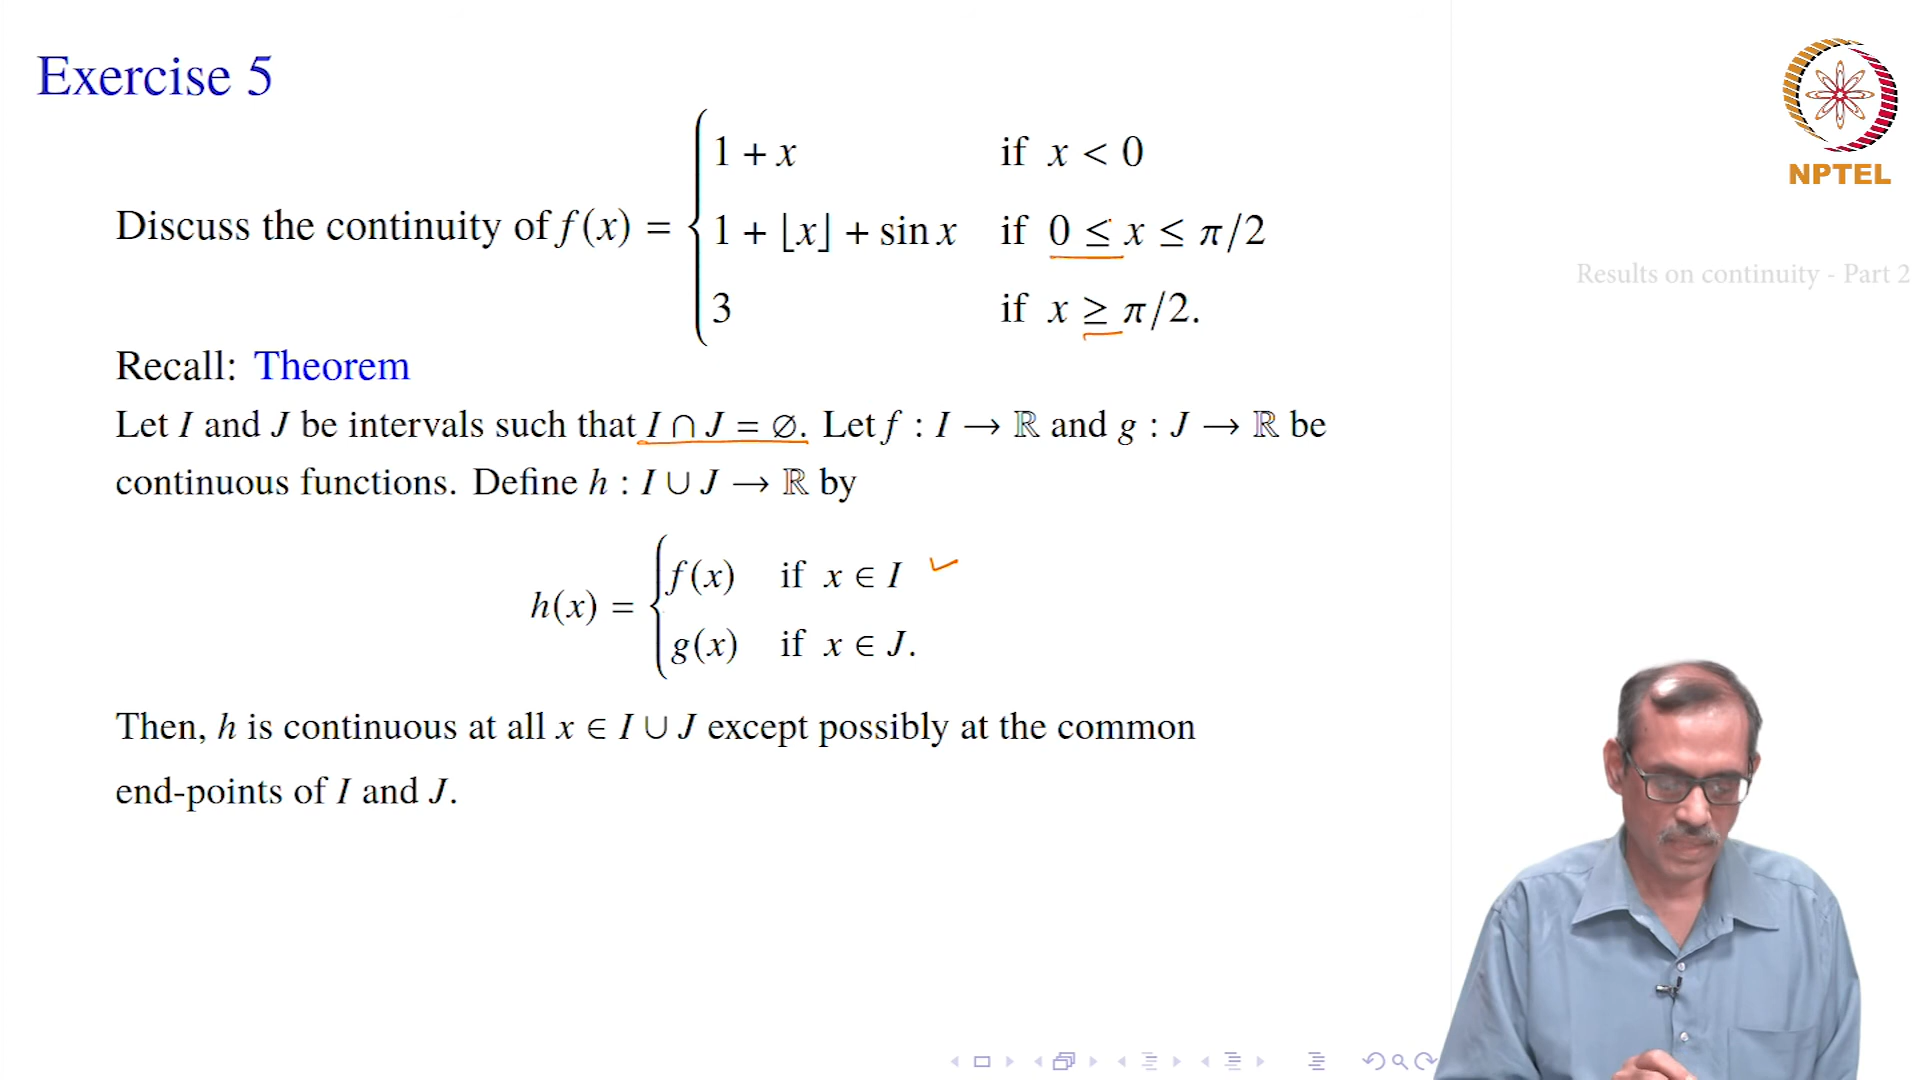 Exercise 5
Discuss the continuity of f(x) = { 1 + x if x < 0
1 + ⌊x⌋ + sin x if 0 ≤ x ≤ π/2
3 if x ≥ π/2.
Recall: Theorem
Let I and J be intervals such that I ∩ J = ∅. Let f : I → ℝ and g : J → ℝ be
continuous functions. Define h : I ∪ J → ℝ by
h(x) = { f(x) if x ∈ I
g(x) if x ∈ J.
Then, h is continuous at all x ∈ I ∪ J except possibly at the common
end-points of I and J.
NPTEL
Results on continuity - Part 2